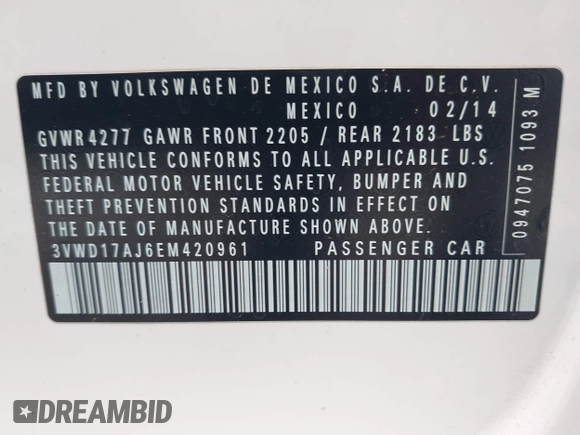 MFD BY VOLKSWAGEN DE MEXICO S.A. DE C.V.
MEXICO 02/14
GVWR 4277 GAWR FRONT 2205 / REAR 2183 LBS
THIS VEHICLE CONFORMS TO ALL APPLICABLE U.S.
FEDERAL MOTOR VEHICLE SAFETY, BUMPER AND
THEFT PREVENTION STANDARDS IN EFFECT ON
THE DATE OF MANUFACTURE SHOWN ABOVE.
3VWD17AJ6EM420961 PASSENGER CAR
0947075 1093 M
DREAMBID